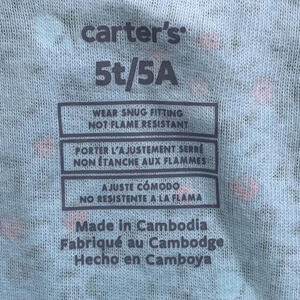 carter's
5t/5A
WEAR SNUG FITTING
NOT FLAME RESISTANT
PORTER L'AJUSTEMENT SERRÉ
NON ÉTANCHE AUX FLAMMES
AJUSTE CÓMODO
NO RESISTENTE A LA FLAMA
Made in Cambodia
Fabriqué au Cambodge
Hecho en Camboya